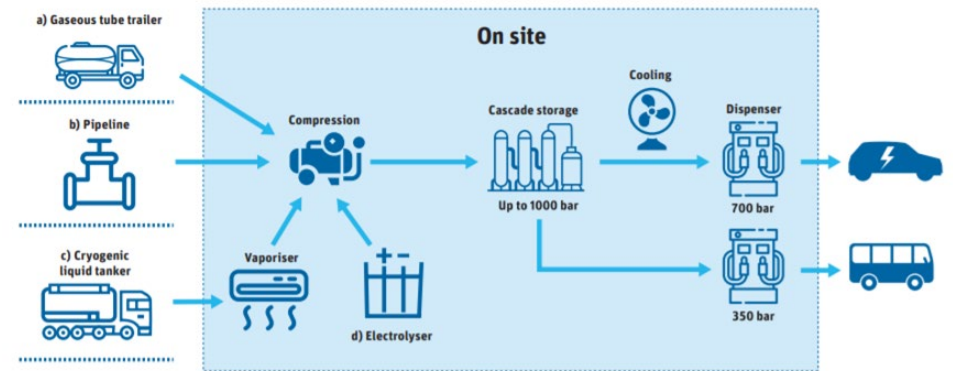 a) Gaseous tube trailer
On site
Cooling
b) Pipeline
Compression
Cascade storage
Dispenser
Up to 1000 bar
700 bar
c) Cryogenic
liquid tanker
Vaporiser
d) Electrolyser
350 bar